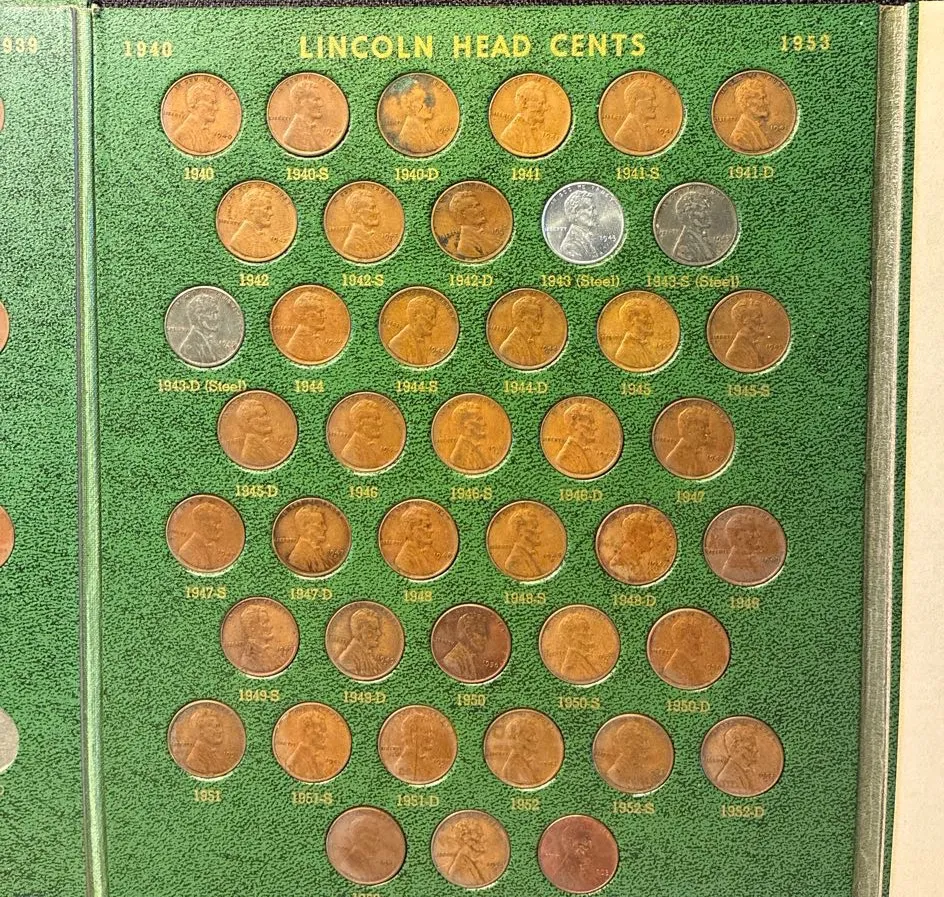 939
1940 LINCOLN HEAD CENTS 1953
1940 1940-S 1940-D 1941 1941-S 1941-D
1942 1942-S 1942-D 1943 (Steel) 1943-S (Steel)
1943-D (Steel) 1944 1944-S 1944-D 1945 1945-S
1945-D 1946 1946-S 1946-D 1947
1947-S 1947-D 1948 1948-S 1948-D 1949
1949-S 1949-D 1950 1950-S 1950-D
1951 1951-S 1951-D 1952 1952-S 1952-D